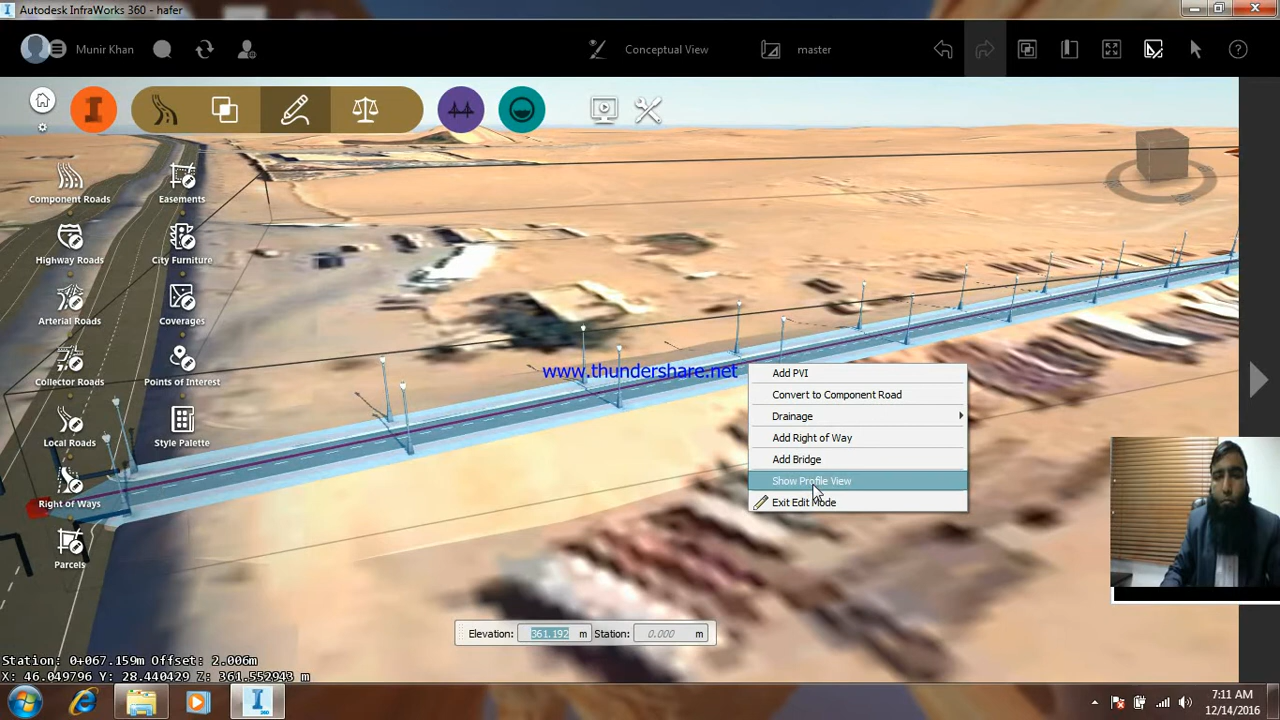 Autodesk InfraWorks 360 - hafer
Munir Khan
Conceptual View
master
Component Roads
Easements
Highway Roads
City Furniture
Arterial Roads
Coverages
Collector Roads
Points of Interest
Local Roads
Style Palette
Right of Ways
Parcels
www.thundershare.net
Add PVI
Convert to Component Road
Drainage
Add Right of Way
Add Bridge
Show Profile View
Exit Edit Mode
Elevation: 361.192 m Station: 0.000 m
Station: 0+067.159m Offset: 2.006m
X: 46.049796 Y: 28.440429 Z: 361.552943 m
360
7:11 AM
12/14/2016